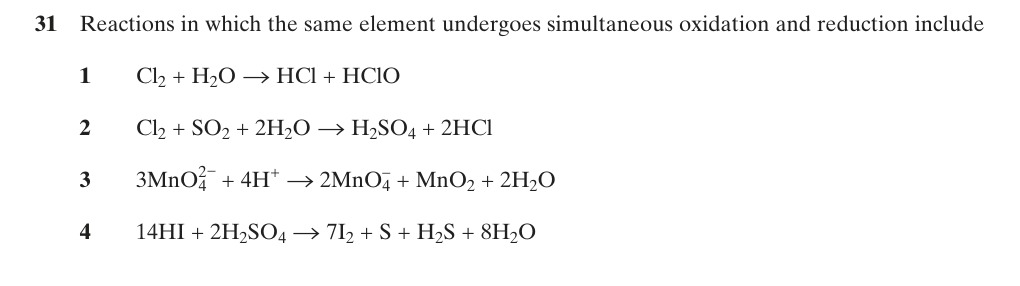 31 Reactions in which the same element undergoes simultaneous oxidation and reduction include
1 Cl₂ + H₂O → HCl + HClO
2 Cl₂ + SO₂ + 2H₂O → H₂SO₄ + 2HCl
3 3MnO₄²⁻ + 4H⁺ → 2MnO₄⁻ + MnO₂ + 2H₂O
4 14HI + 2H₂SO₄ → 7I₂ + S + H₂S + 8H₂O